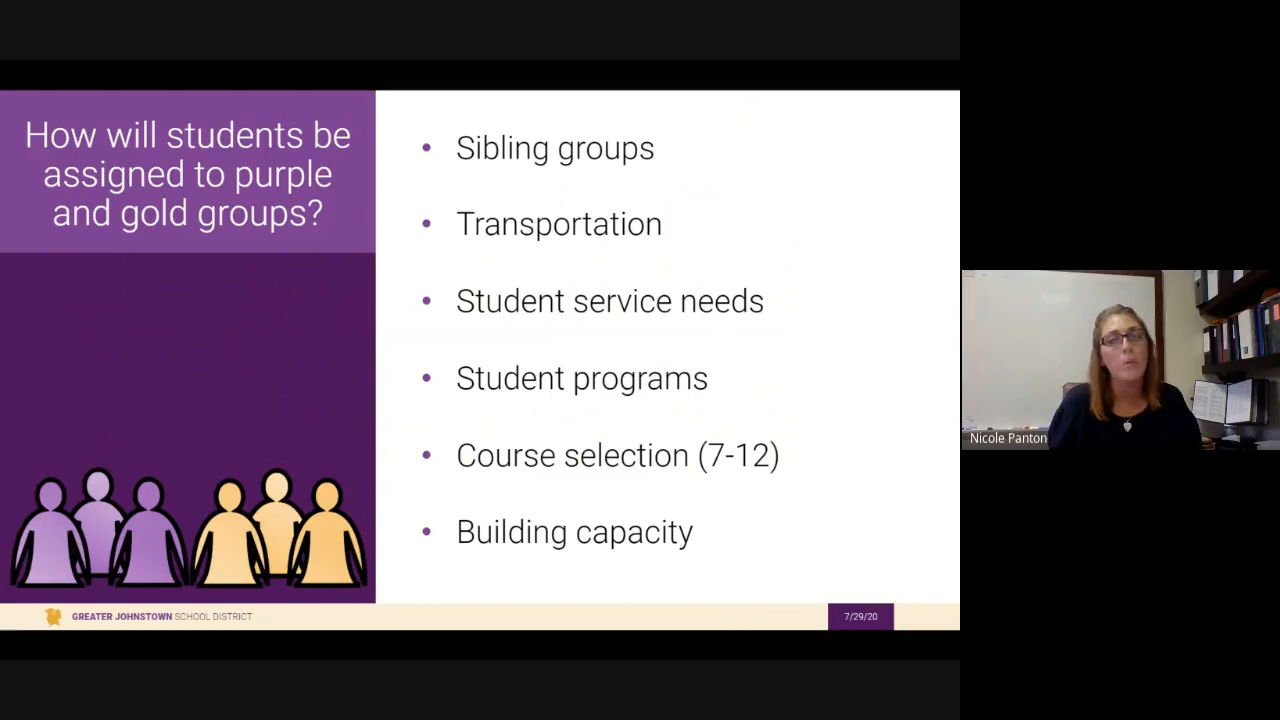 How will students be
assigned to purple
and gold groups?
• Sibling groups
• Transportation
• Student service needs
• Student programs
• Course selection (7-12)
• Building capacity
GREATER JOHNSTOWN SCHOOL DISTRICT
7/29/20
Nicole Panton